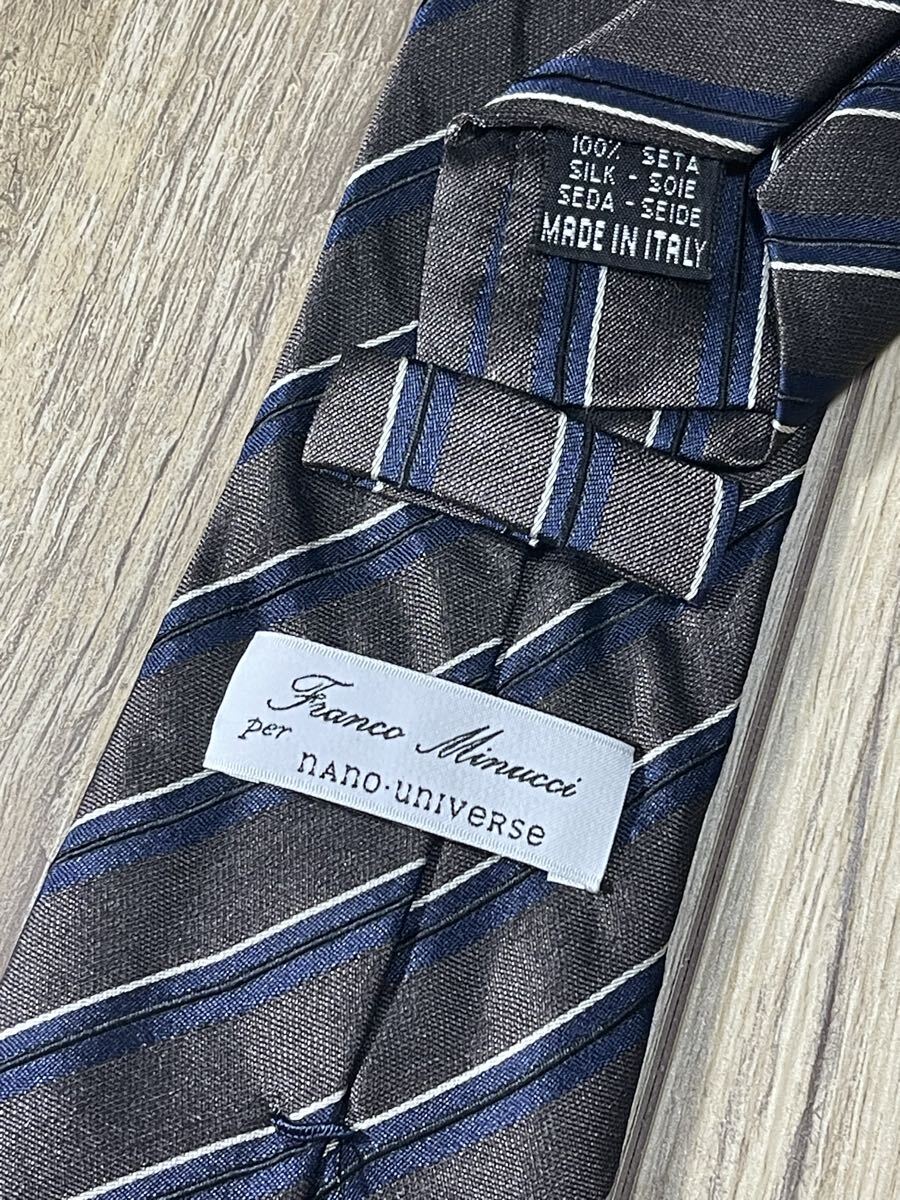 100% SETA
SILK - SOIE
SEDA - SEIDE
MADE IN ITALY
Franco Minucci
per
nano·universe